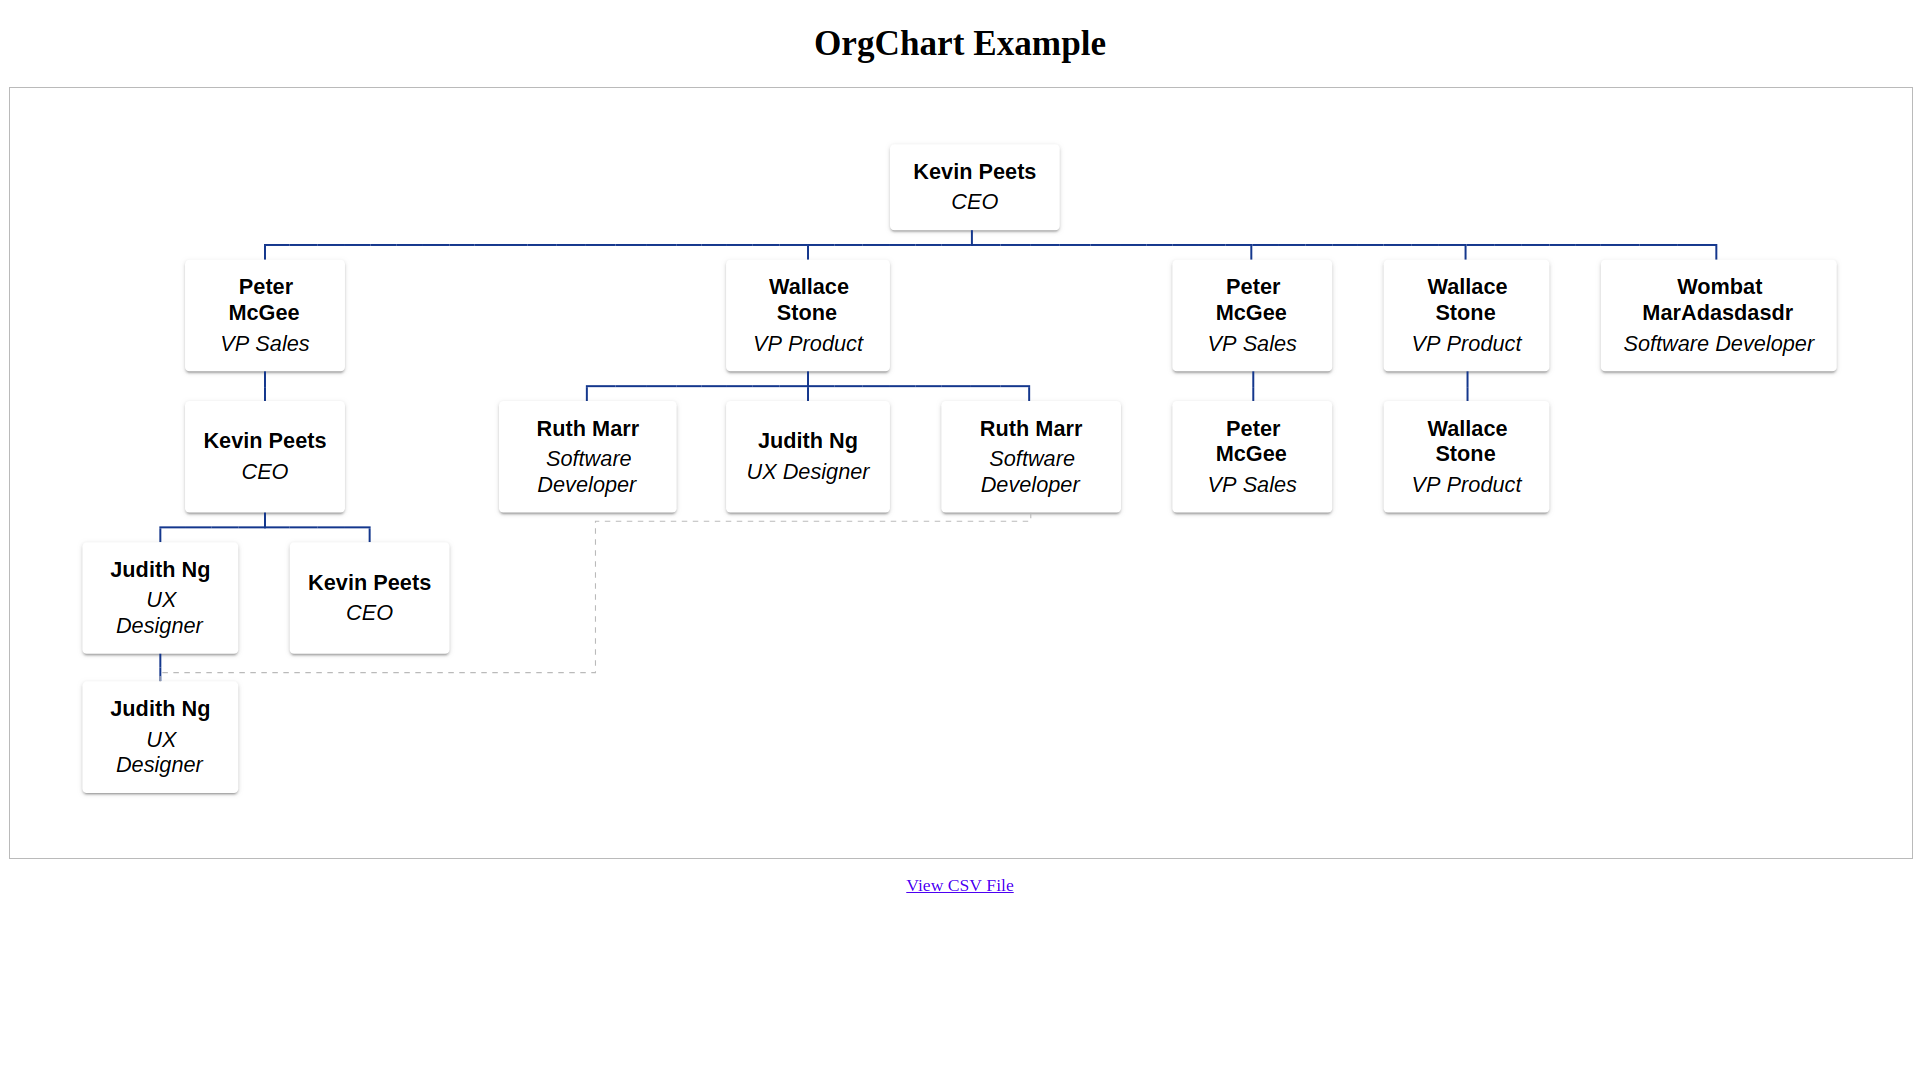 OrgChart Example
Kevin Peets
CEO
Peter
McGee
VP Sales
Wallace
Stone
VP Product
Peter
McGee
VP Sales
Wallace
Stone
VP Product
Wombat
MarAdasdasdr
Software Developer
Kevin Peets
CEO
Ruth Marr
Software
Developer
Judith Ng
UX Designer
Ruth Marr
Software
Developer
Peter
McGee
VP Sales
Wallace
Stone
VP Product
Judith Ng
UX
Designer
Kevin Peets
CEO
Judith Ng
UX
Designer
View CSV File